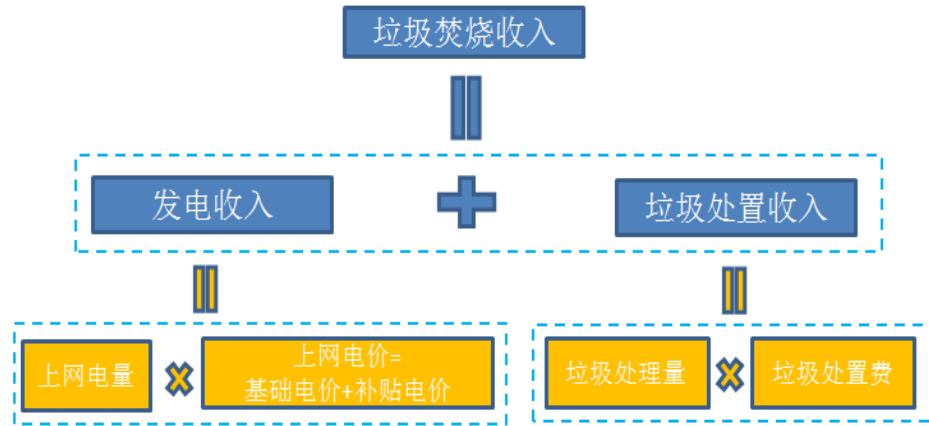 垃圾焚烧收入
发电收入
垃圾处置收入
上网电量
上网电价=
基础电价+补贴电价
垃圾处理量
垃圾处置费